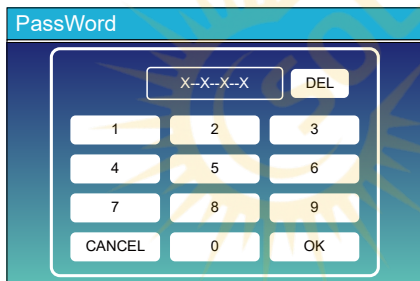 PassWord
X--X--X--X DEL
1 2 3
4 5 6
7 8 9
CANCEL 0 OK